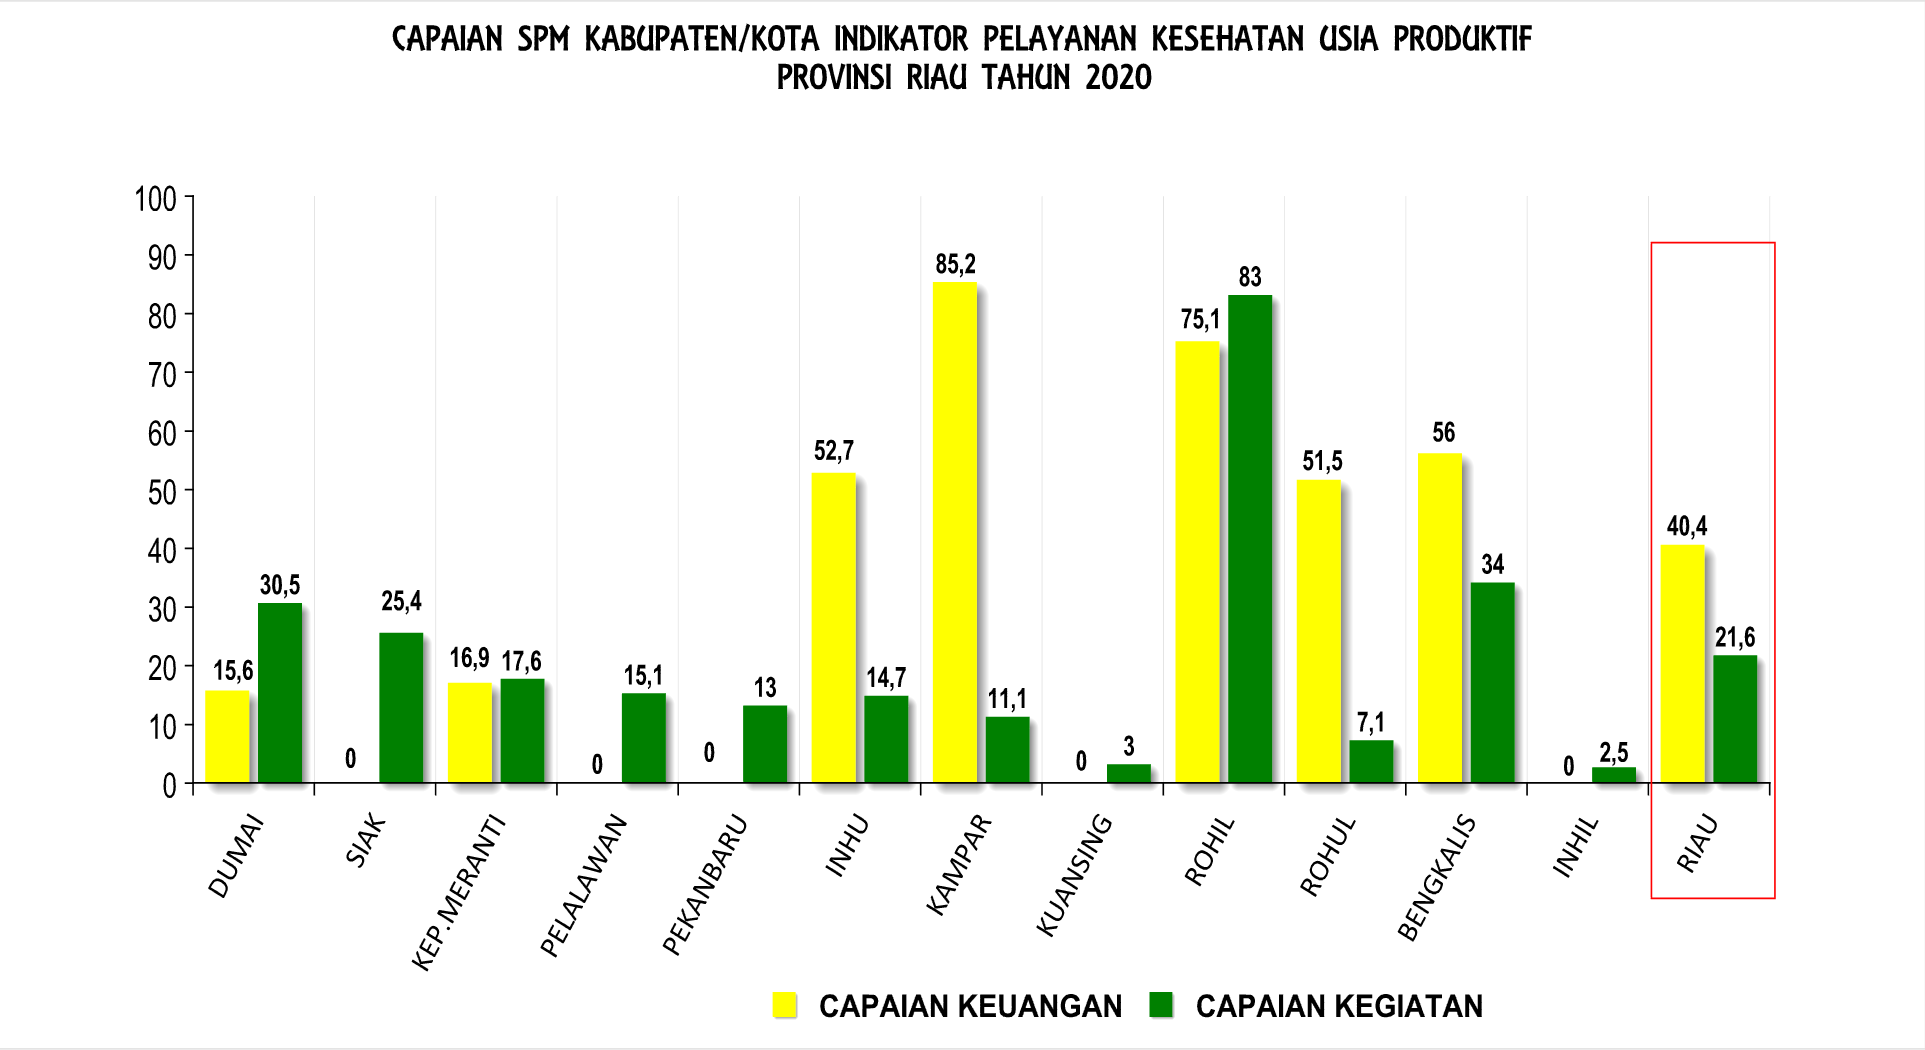 CAPAIAN SPM KABUPATEN/KOTA INDIKATOR PELAYANAN KESEHATAN USIA PRODUKTIF
PROVINSI RIAU TAHUN 2020
100
90
80
70
60
50
40
30
20
10
0
15,6
30,5
0
25,4
16,9
17,6
0
15,1
0
13
52,7
14,7
85,2
11,1
0
3
75,1
83
51,5
7,1
56
34
0
2,5
40,4
21,6
DUMAI
SIAK
KEP.MERANTI
PELALAWAN
PEKANBARU
INHU
KAMPAR
KUANSING
ROHIL
ROHUL
BENGKALIS
INHIL
RIAU
CAPAIAN KEUANGAN
CAPAIAN KEGIATAN